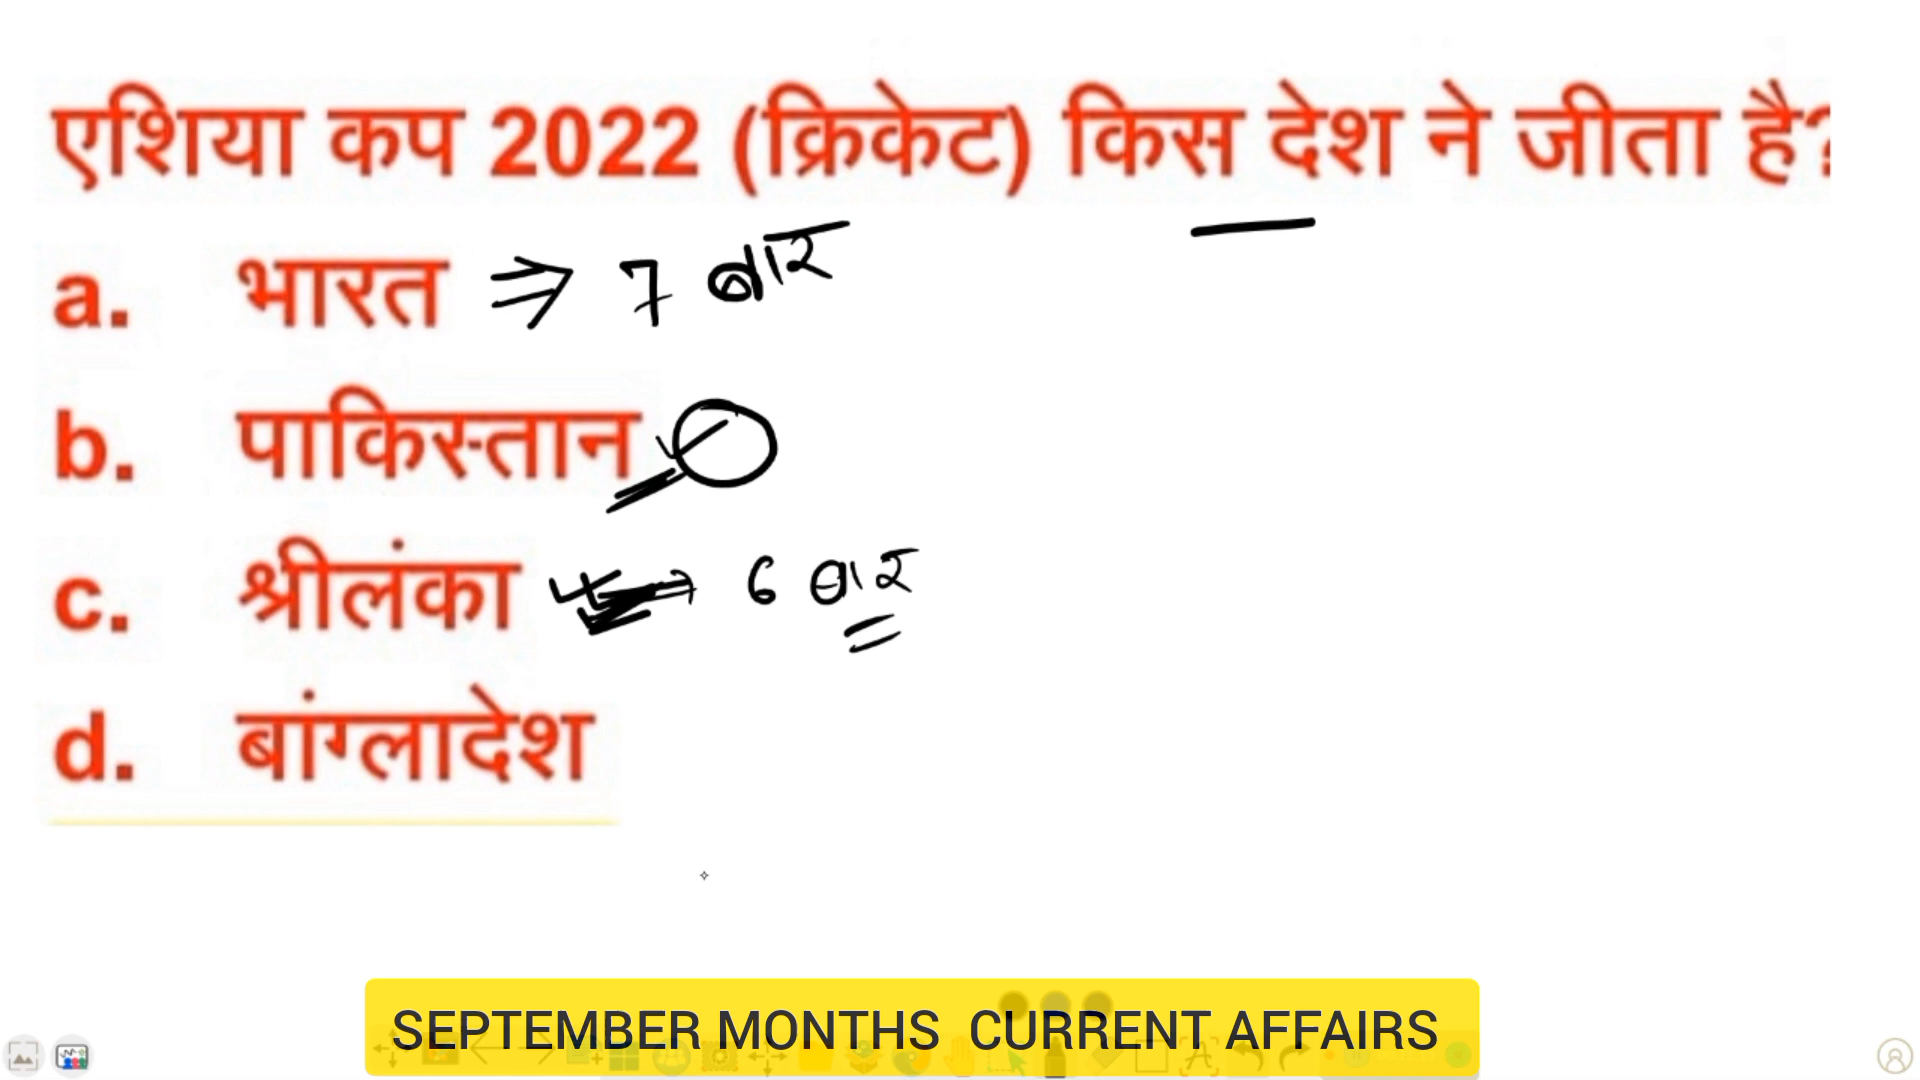 एशिया कप 2022 (क्रिकेट) किस देश ने जीता है?
a. भारत ⇒ 7 बार
b. पाकिस्तान
c. श्रीलंका → 6 बार
d. बांग्लादेश
SEPTEMBER MONTHS CURRENT AFFAIRS